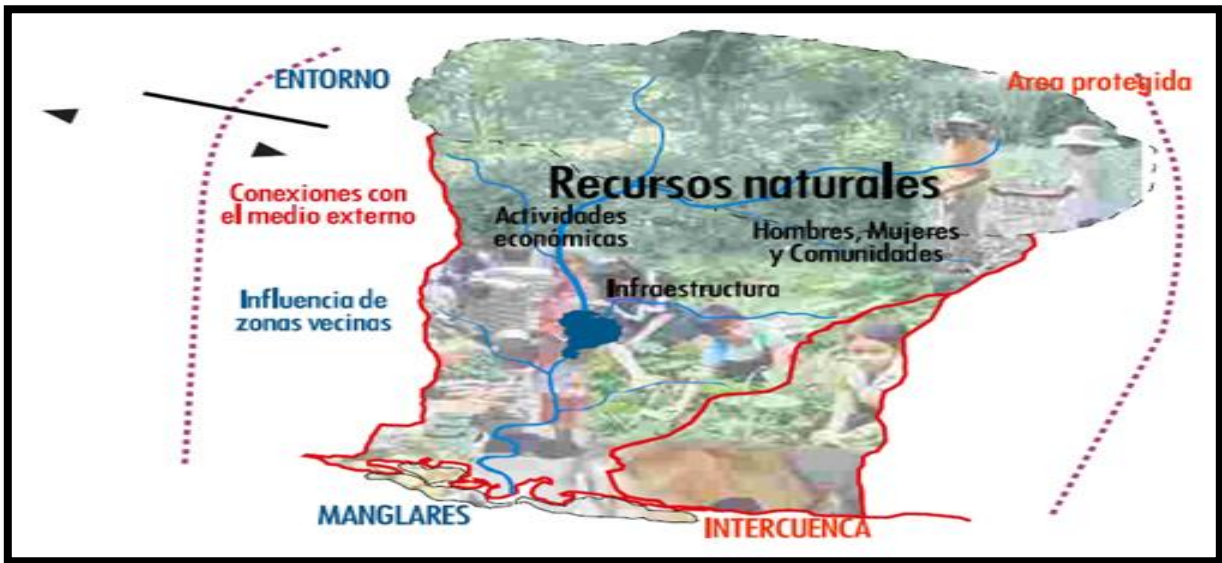 ENTORNO
Area protegida
Conexiones con
el medio externo
Recursos naturales
Actividades
económicas
Hombres, Mujeres
y Comunidades
Infraestructura
Influencia de
zonas vecinas
MANGLARES
INTERCUENCA